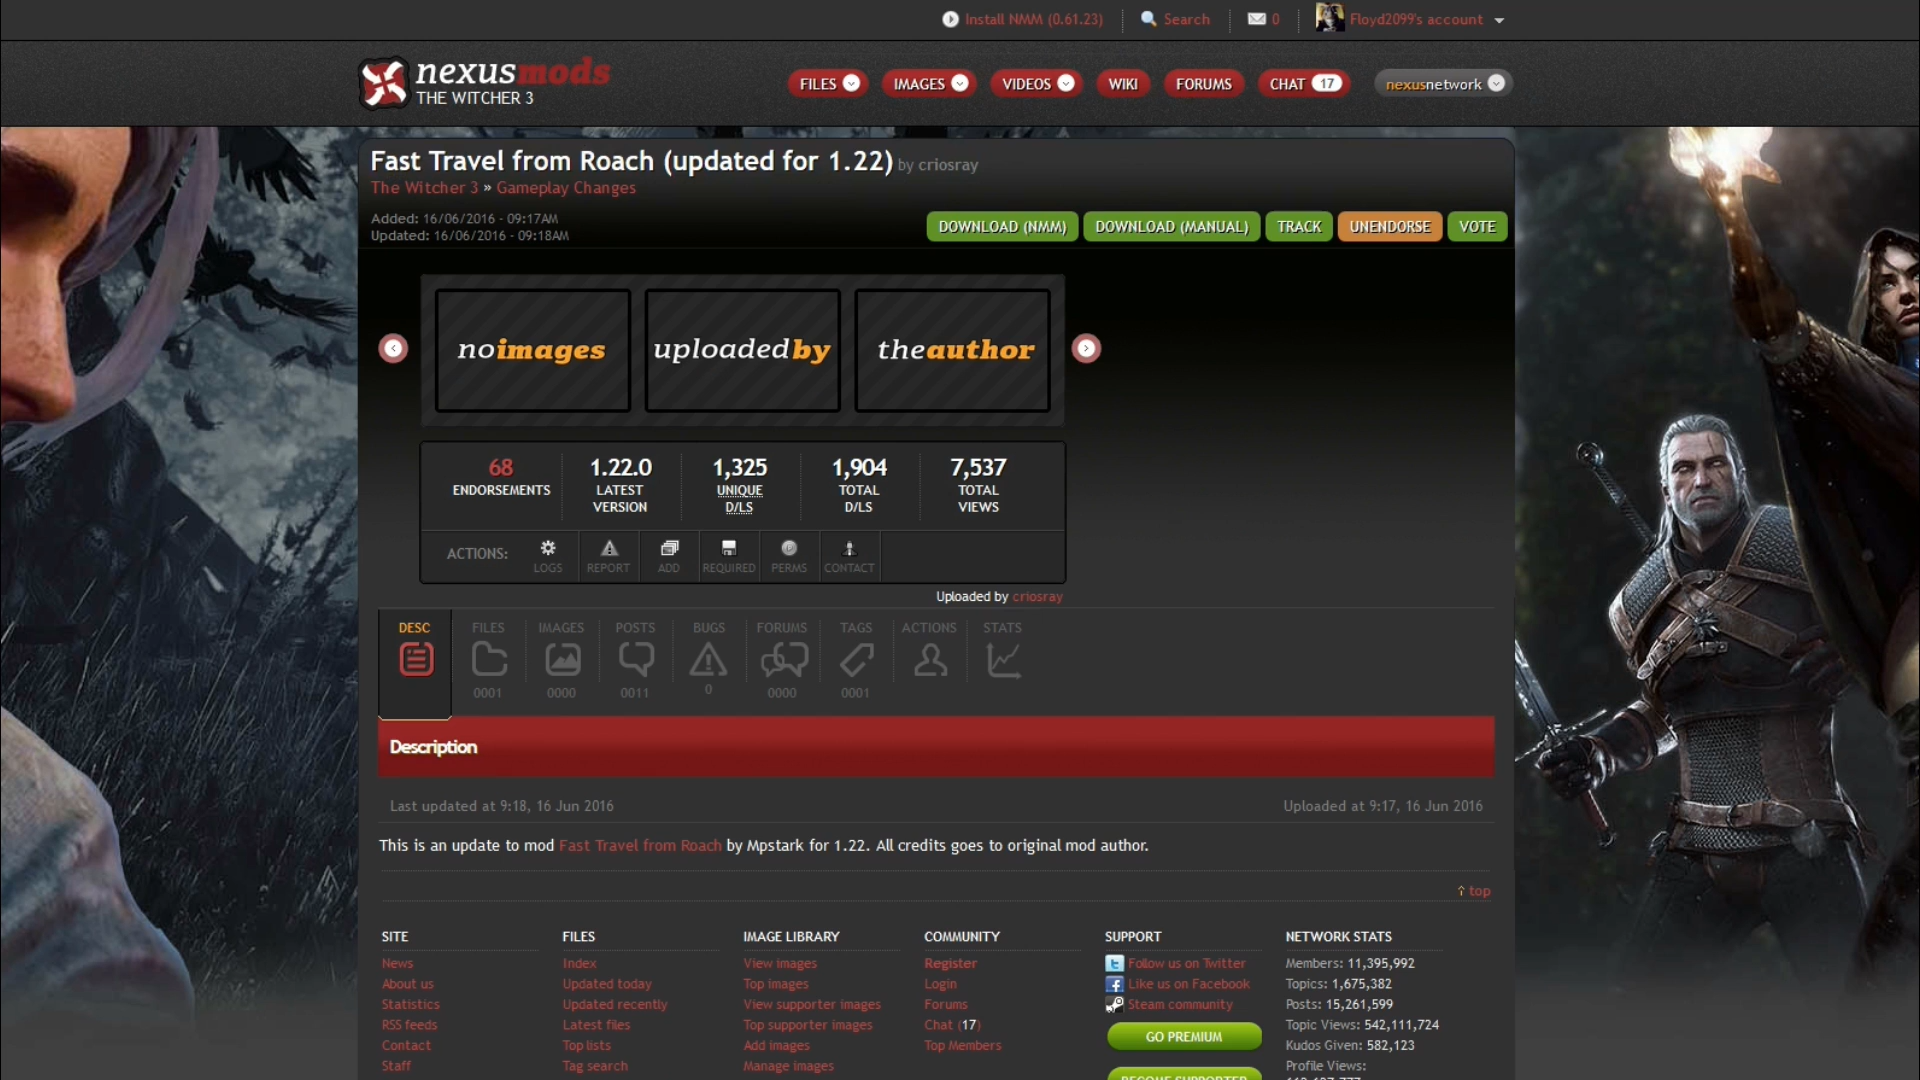 Install NMM (0.61.23)
Search
0
Floyd2099's account
nexusmods
THE WITCHER 3
FILES
IMAGES
VIDEOS
WIKI
FORUMS
CHAT 17
nexusnetwork
Fast Travel from Roach (updated for 1.22) by criosray
The Witcher 3 » Gameplay Changes
Added: 16/06/2016 - 09:17AM
Updated: 16/06/2016 - 09:18AM
DOWNLOAD (NMM)
DOWNLOAD (MANUAL)
TRACK
UNENDORSE
VOTE
noimages
uploadedby
theauthor
68
ENDORSEMENTS
1.22.0
LATEST
VERSION
1,325
UNIQUE
D/LS
1,904
TOTAL
D/LS
7,537
TOTAL
VIEWS
ACTIONS:
LOGS
REPORT
ADD
REQUIRED
PERMS
CONTACT
Uploaded by criosray
DESC
FILES
0001
IMAGES
0000
POSTS
0011
BUGS
0
FORUMS
0000
TAGS
0001
ACTIONS
STATS
Description
Last updated at 9:18, 16 Jun 2016
Uploaded at 9:17, 16 Jun 2016
This is an update to mod Fast Travel from Roach by Mpstark for 1.22. All credits goes to original mod author.
↑ top
SITE
News
About us
Statistics
RSS feeds
Contact
Staff
FILES
Index
Updated today
Updated recently
Latest files
Top lists
Tag search
IMAGE LIBRARY
View images
Top images
View supporter images
Top supporter images
Add images
Manage images
COMMUNITY
Register
Login
Forums
Chat (17)
Top Members
SUPPORT
Follow us on Twitter
Like us on Facebook
Steam community
GO PREMIUM
BECOME SUPPORTER
NETWORK STATS
Members: 11,395,992
Topics: 1,675,382
Posts: 15,261,599
Topic Views: 542,111,724
Kudos Given: 582,123
Profile Views: